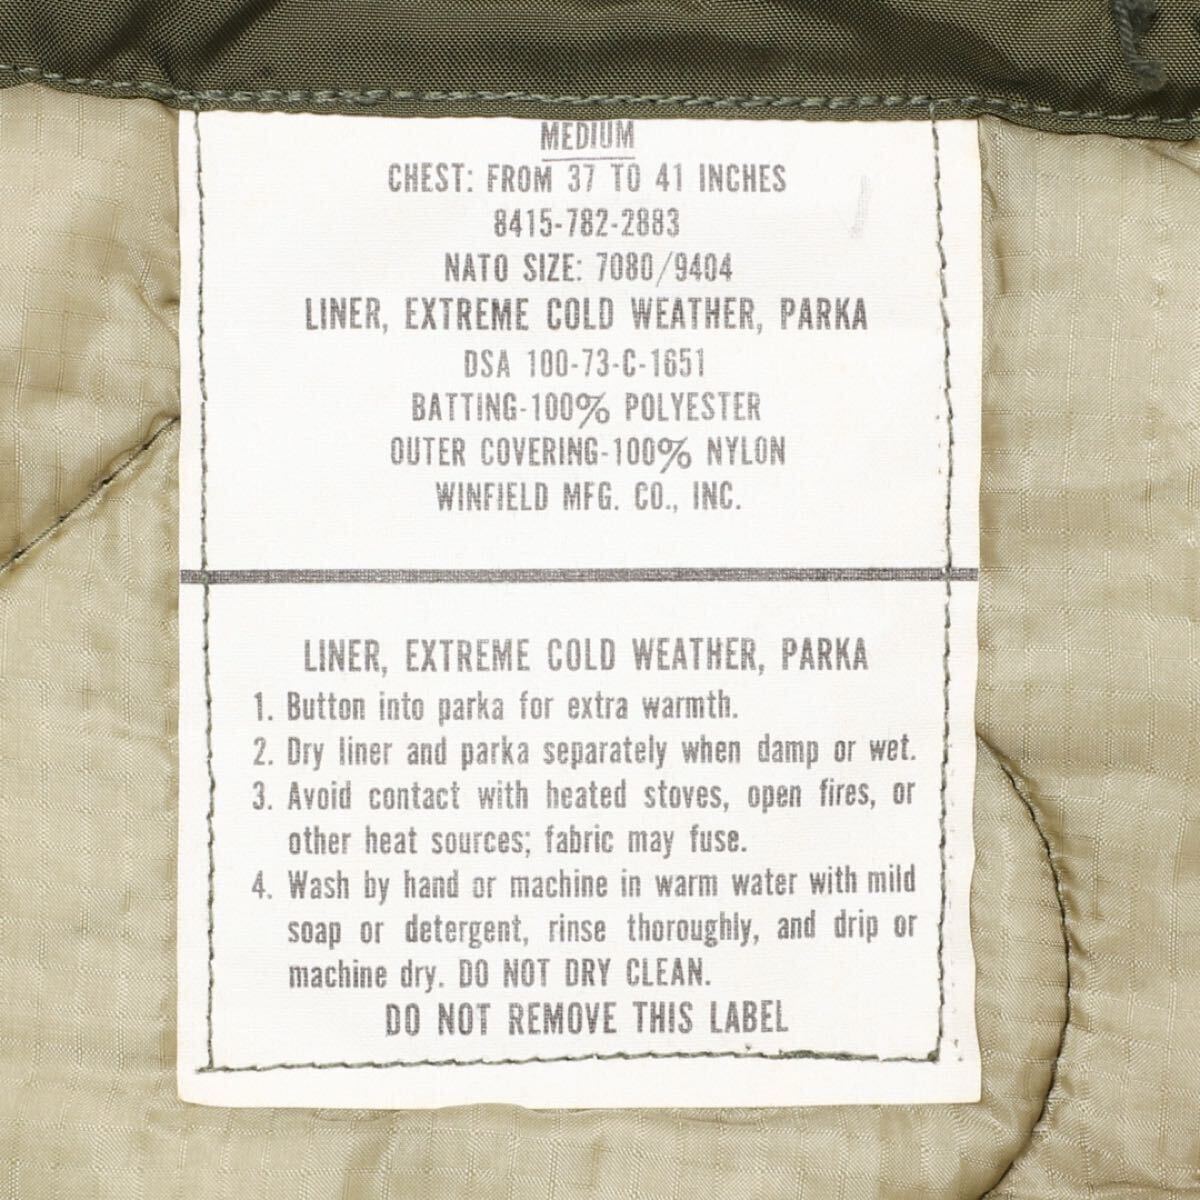 MEDIUM
CHEST: FROM 37 TO 41 INCHES
8415-782-2883
NATO SIZE: 7080/9404
LINER, EXTREME COLD WEATHER, PARKA
DSA 100-73-C-1651
BATTING-100% POLYESTER
OUTER COVERING-100% NYLON
WINFIELD MFG. CO., INC.
LINER, EXTREME COLD WEATHER, PARKA
1. Button into parka for extra warmth.
2. Dry liner and parka separately when damp or wet.
3. Avoid contact with heated stoves, open fires, or
other heat sources; fabric may fuse.
4. Wash by hand or machine in warm water with mild
soap or detergent, rinse thoroughly, and drip or
machine dry. DO NOT DRY CLEAN.
DO NOT REMOVE THIS LABEL